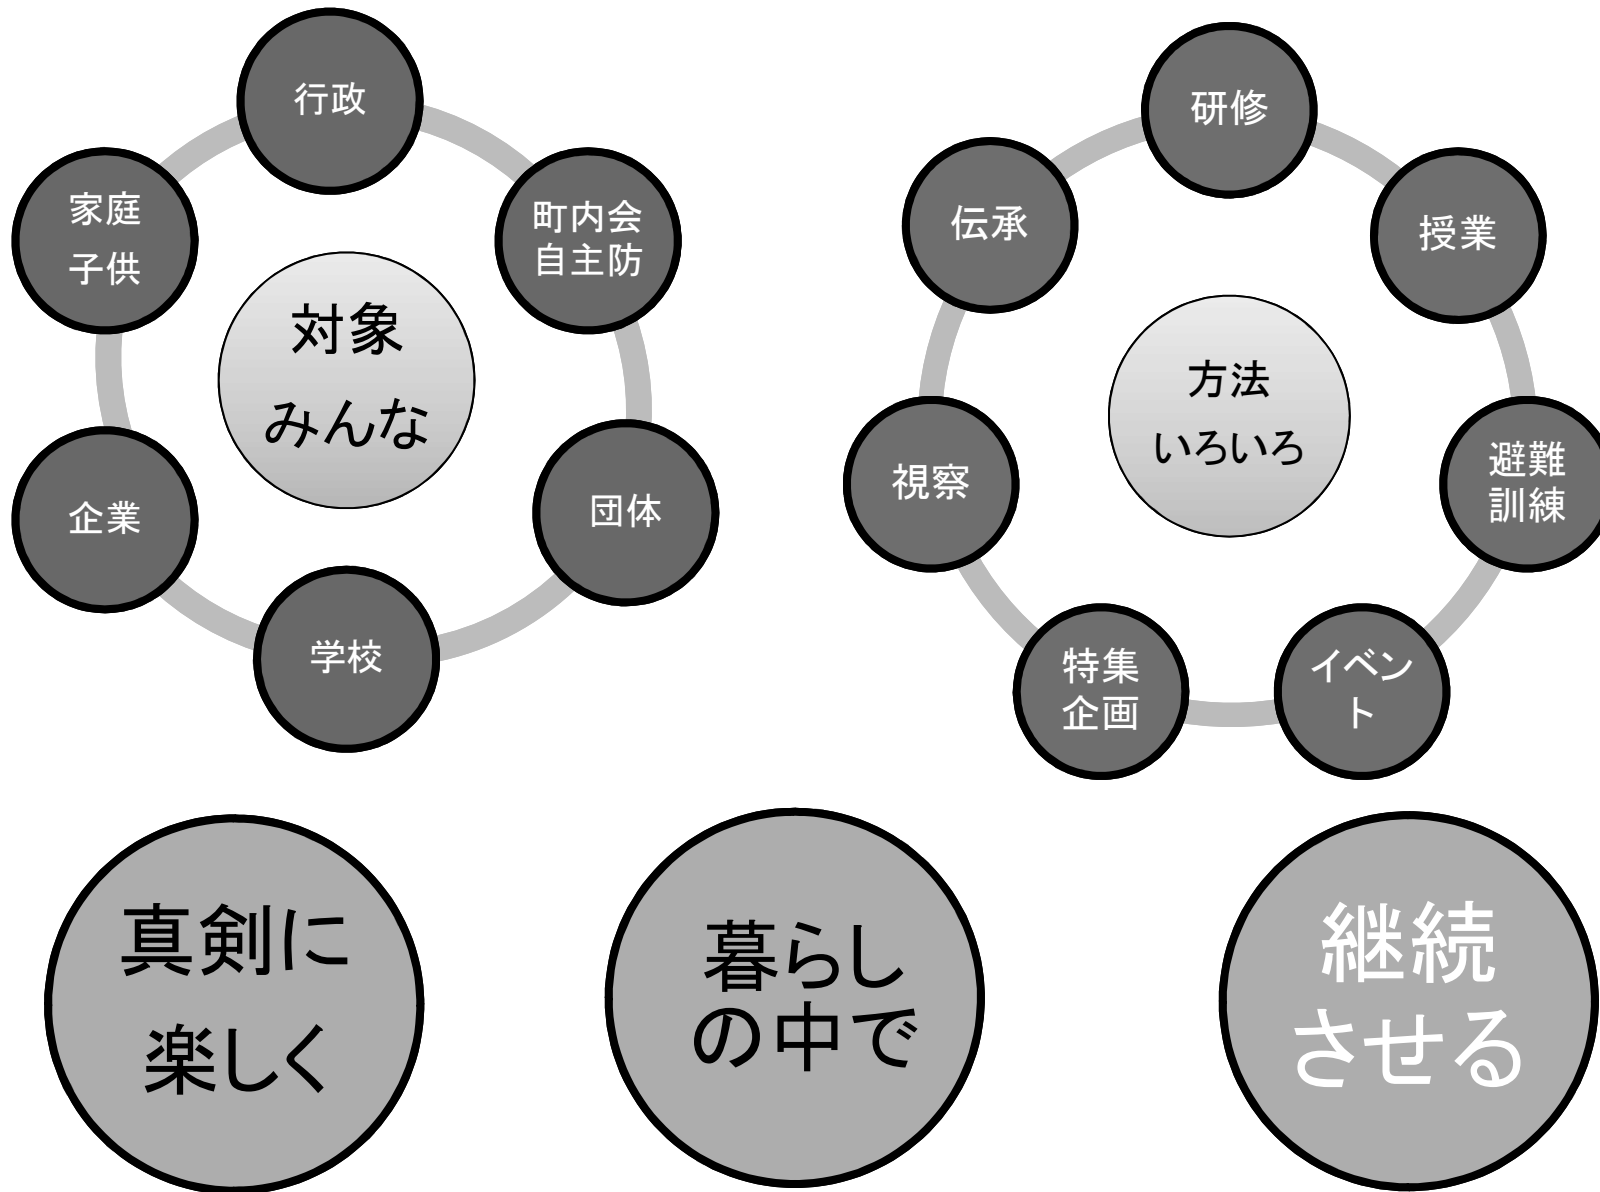 行政
町内会
自主防
団体
学校
企業
家庭
子供
対象
みんな
研修
授業
避難
訓練
イベン
ト
特集
企画
視察
伝承
方法
いろいろ
真剣に
楽しく
暮らし
の中で
継続
させる